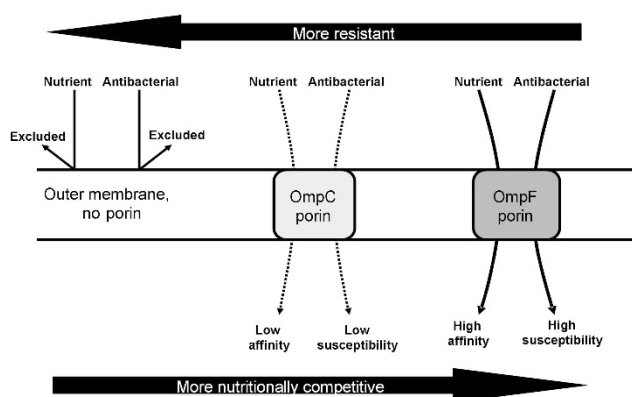 More resistant
Nutrient Antibacterial
Nutrient Antibacterial
Nutrient Antibacterial
Excluded
Excluded
Outer membrane,
no porin
OmpC
porin
OmpF
porin
Low
affinity
Low
susceptibility
High
affinity
High
susceptibility
More nutritionally competitive